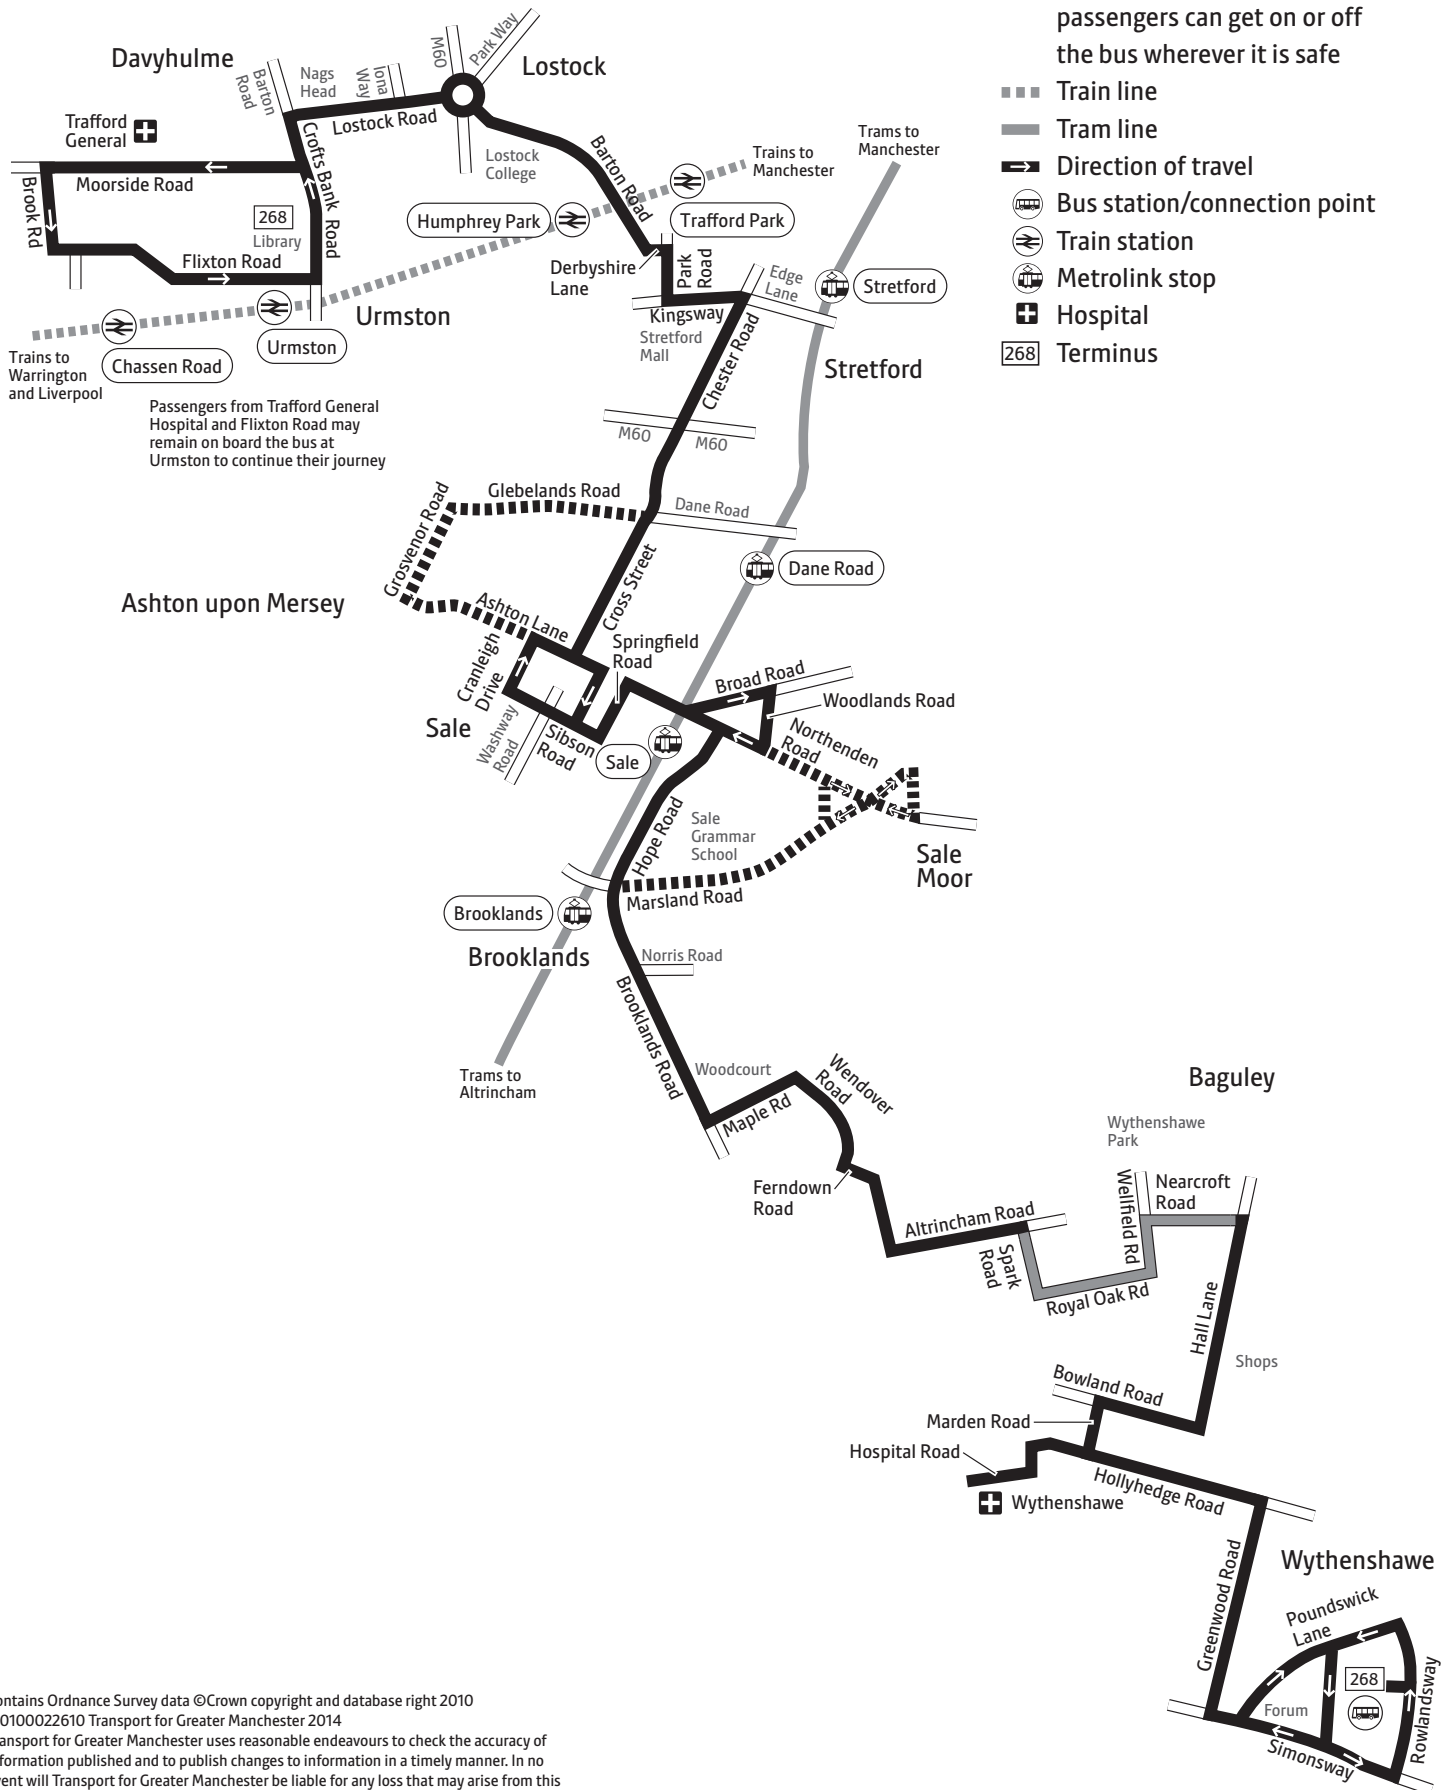 passengers can get on or off
the bus wherever it is safe
Train line
Tram line
Direction of travel
Bus station/connection point
Train station
Metrolink stop
Hospital
268 Terminus
Davyhulme
Barton
Road
Nags
Head
Iona
Way
M60
Park Way
Lostock
Trafford
General
Lostock Road
Crofts Bank Road
Moorside Road
Brook Rd
268
Library
Flixton Road
Lostock
College
Barton Road
Trains to
Manchester
Trams to
Manchester
Humphrey Park
Trafford Park
Derbyshire
Lane
Park
Road
Edge
Lane
Stretford
Kingsway
Stretford
Mall
Chester Road
Stretford
Urmston
Urmston
Chassen Road
Trains to
Warrington
and Liverpool
Passengers from Trafford General
Hospital and Flixton Road may
remain on board the bus at
Urmston to continue their journey
M60
M60
Glebelands Road
Grosvenor Road
Dane Road
Dane Road
Ashton upon Mersey
Ashton Lane
Cross Street
Cranleigh
Drive
Springfield
Road
Broad Road
Woodlands Road
Sale
Washway
Road
Sibson
Road
Sale
Northenden
Road
Hope Road
Sale
Grammar
School
Sale
Moor
Marsland Road
Brooklands
Brooklands
Norris Road
Brooklands Road
Trams to
Altrincham
Woodcourt
Maple Rd
Wendover
Road
Baguley
Wythenshawe
Park
Ferndown
Road
Altrincham Road
Spark
Road
Royal Oak Rd
Wellfield Rd
Nearcroft
Road
Hall Lane
Shops
Bowland Road
Marden Road
Hospital Road
Wythenshawe
Hollyhedge Road
Wythenshawe
Greenwood Road
Poundswick
Lane
268
Forum
Rowlandsway
Simonsway
ontains Ordnance Survey data ©Crown copyright and database right 2010
0100022610 Transport for Greater Manchester 2014
ansport for Greater Manchester uses reasonable endeavours to check the accuracy of
formation published and to publish changes to information in a timely manner. In no
vent will Transport for Greater Manchester be liable for any loss that may arise from this